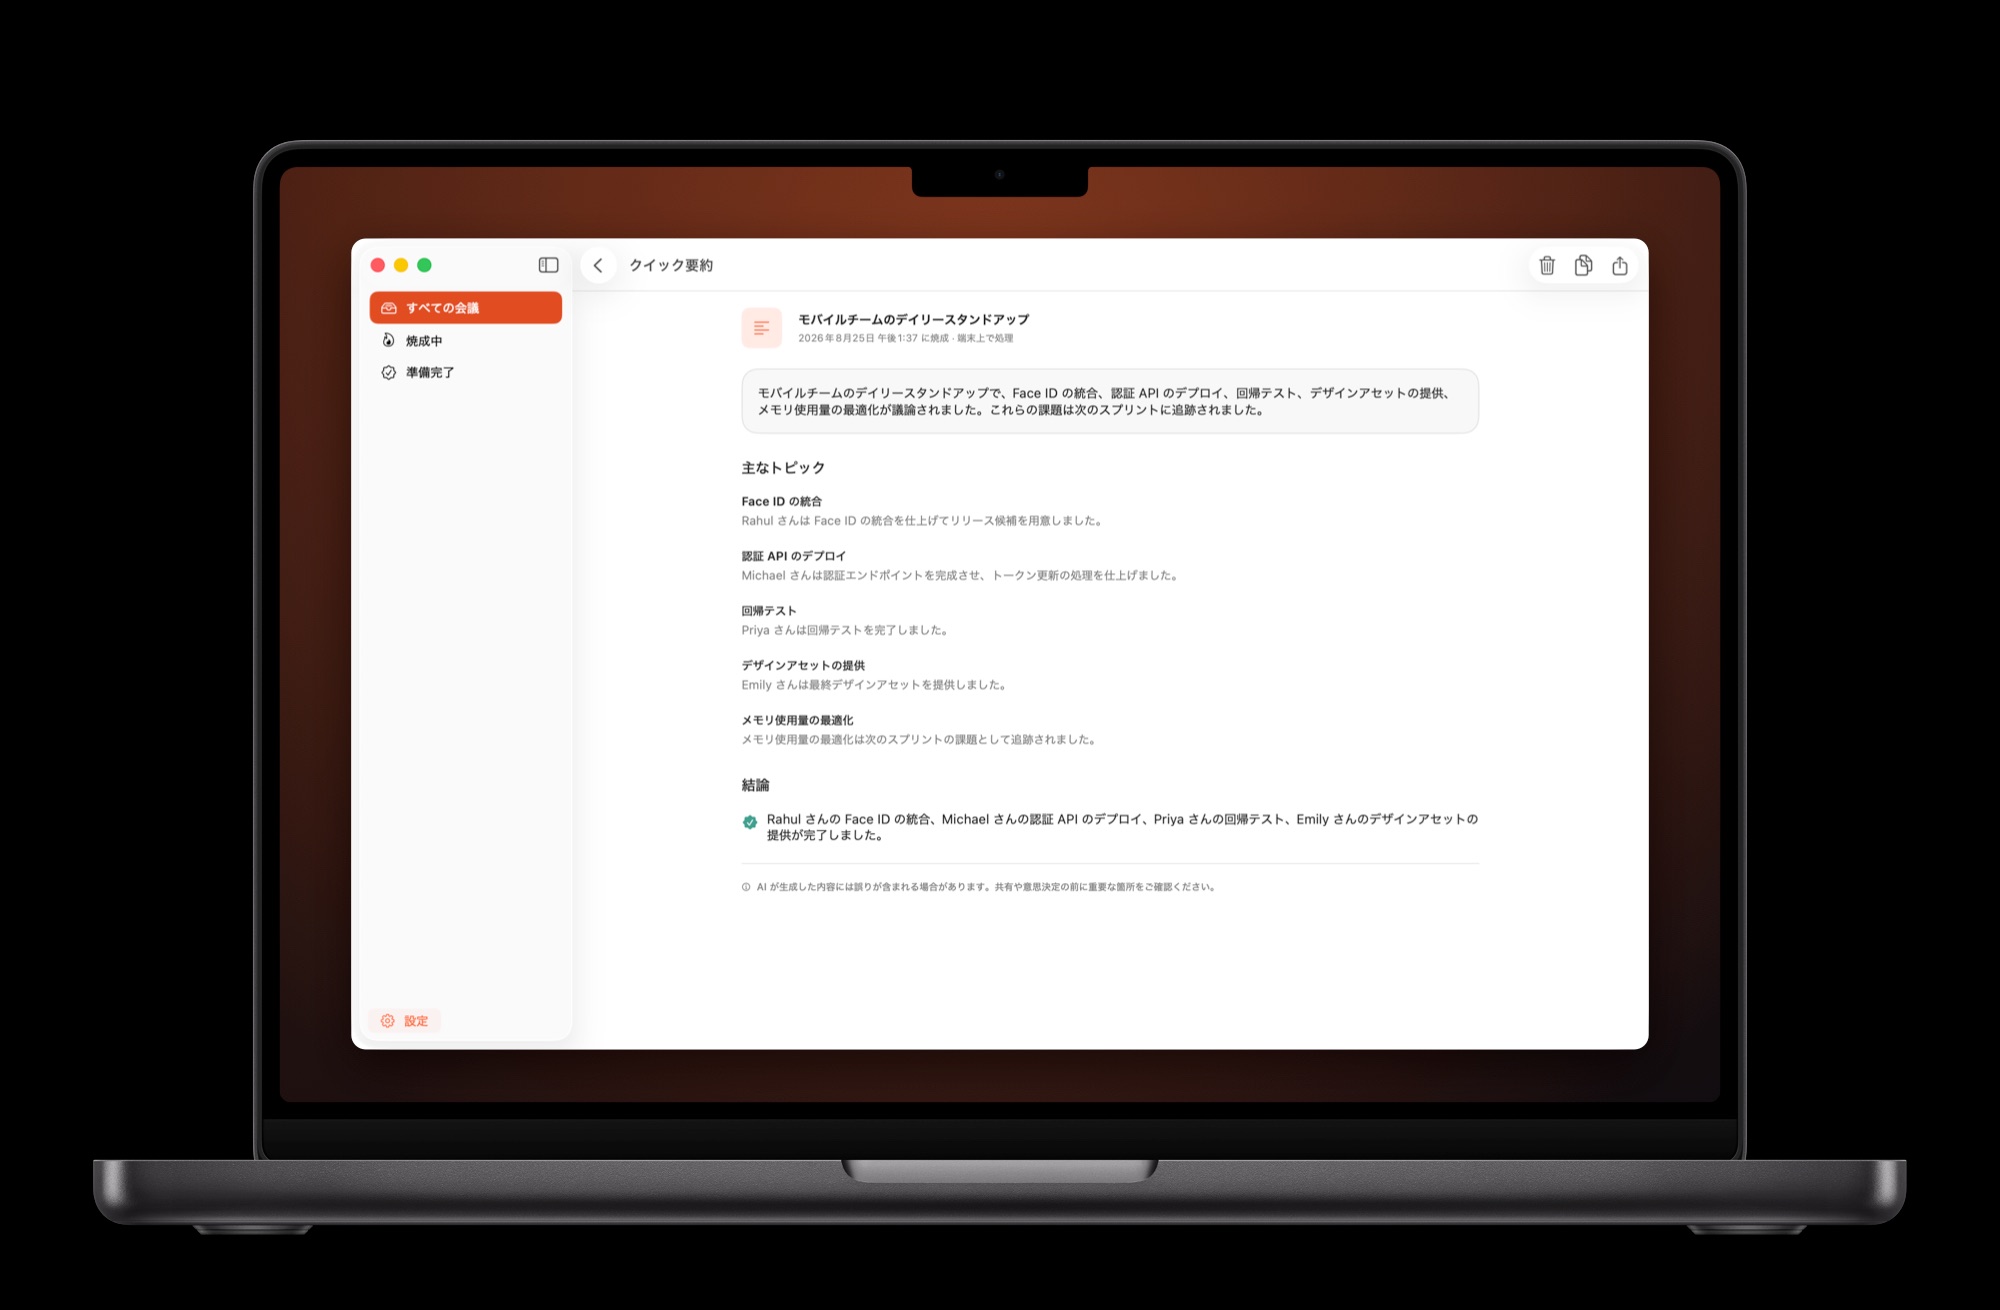 クイック要約
すべての会議
焼成中
準備完了
設定
モバイルチームのデイリースタンドアップ
2026年8月25日 午後1:37 に焼成 · 端末上で処理
モバイルチームのデイリースタンドアップで、Face ID の統合、認証 API のデプロイ、回帰テスト、デザインアセットの提供、
メモリ使用量の最適化が議論されました。これらの課題は次のスプリントに追跡されました。
主なトピック
Face ID の統合
Rahul さんは Face ID の統合を仕上げてリリース候補を用意しました。
認証 API のデプロイ
Michael さんは認証エンドポイントを完成させ、トークン更新の処理を仕上げました。
回帰テスト
Priya さんは回帰テストを完了しました。
デザインアセットの提供
Emily さんは最終デザインアセットを提供しました。
メモリ使用量の最適化
メモリ使用量の最適化は次のスプリントの課題として追跡されました。
結論
Rahul さんの Face ID の統合、Michael さんの認証 API のデプロイ、Priya さんの回帰テスト、Emily さんのデザインアセットの
提供が完了しました。
AI が生成した内容には誤りが含まれる場合があります。共有や意思決定の前に重要な箇所をご確認ください。